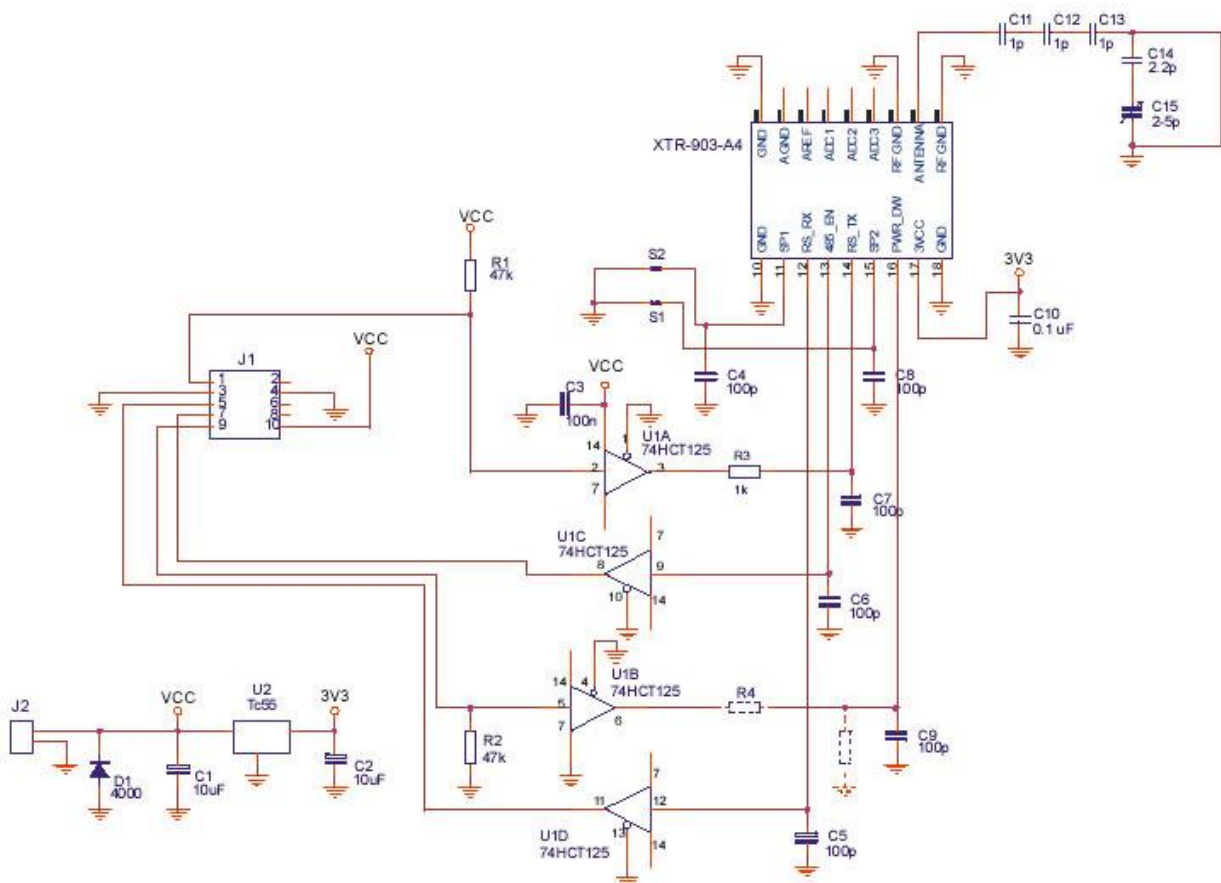 C11
1p
C12
1p
C13
1p
C14
2.2p
C15
2-5p
XTR-903-A4
GND
AGND
AREF
ADC1
ADC2
ADC3
RFGND
ANTENNA
RFGND
GND
SP1
RS_RX
485_EN
RS_TX
SP2
PWR_DW
3VCC
GND
10
11
12
13
14
15
16
17
18
VCC
R1
47k
S2
S1
3V3
C10
0.1 uF
J1
1 2
3 4
5 6
7 8
9 10
VCC
VCC
C3
100n
C4
100p
C8
100p
14
1
U1A
74HCT125
2
3
7
R3
1k
C7
100p
U1C
74HCT125
7
8
9
10
14
C6
100p
14
4
U1B
74HCT125
5
6
7
R4
C9
100p
R2
47k
J2
VCC
U2
Tc55
3V3
D1
4000
C1
10uF
C2
10uF
7
11
12
13
14
U1D
74HCT125
C5
100p